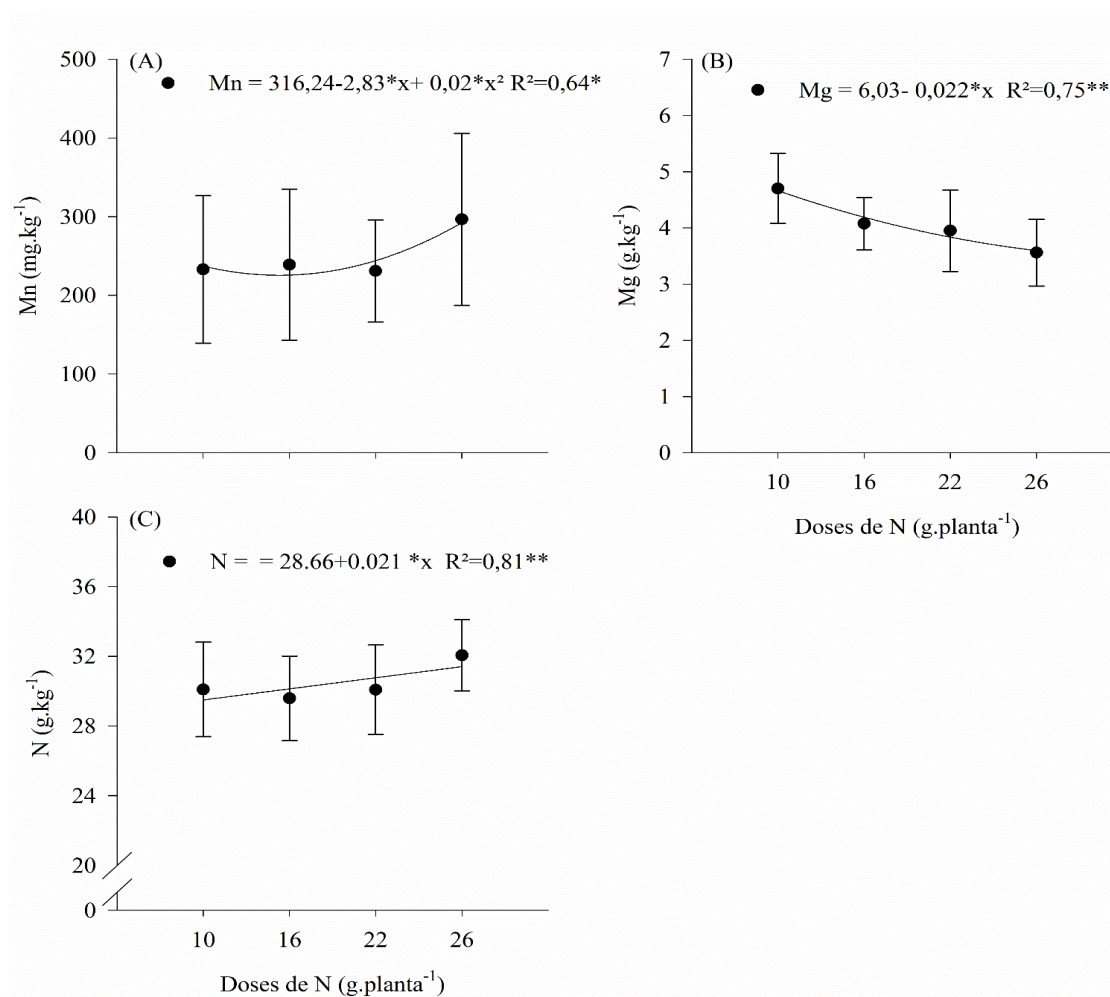 (A)
Mn = 316,24-2,83*x+ 0,02*x² R²=0,64*
Mn (mg.kg⁻¹)
500
400
300
200
100
0
(B)
Mg = 6,03- 0,022*x R²=0,75**
Mg (g.kg⁻¹)
7
6
5
4
3
2
1
0
10 16 22 26
Doses de N (g.planta⁻¹)
(C)
N = = 28.66+0.021 *x R²=0,81**
N (g.kg⁻¹)
40
36
32
28
24
20
0
10 16 22 26
Doses de N (g.planta⁻¹)